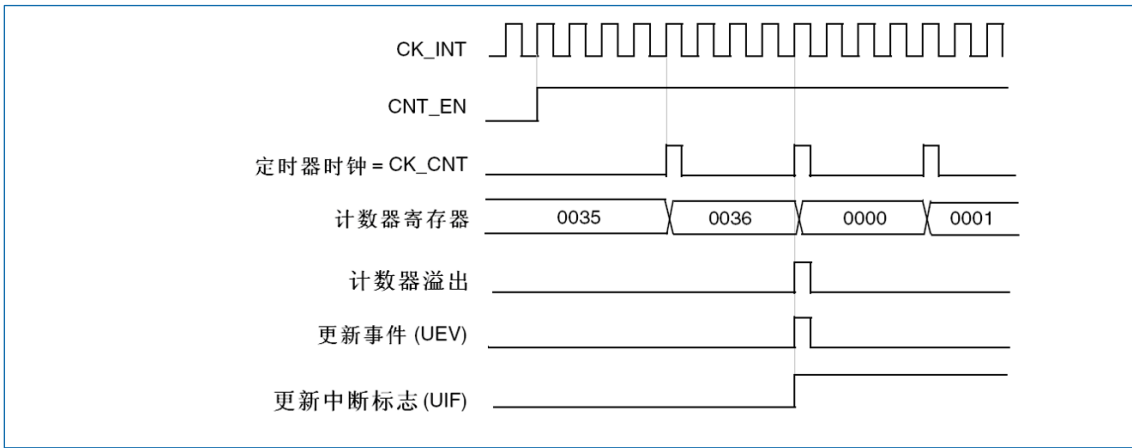 CK_INT
CNT_EN
定时器时钟 = CK_CNT
计数器寄存器 0035 0036 0000 0001
计数器溢出
更新事件 (UEV)
更新中断标志 (UIF)